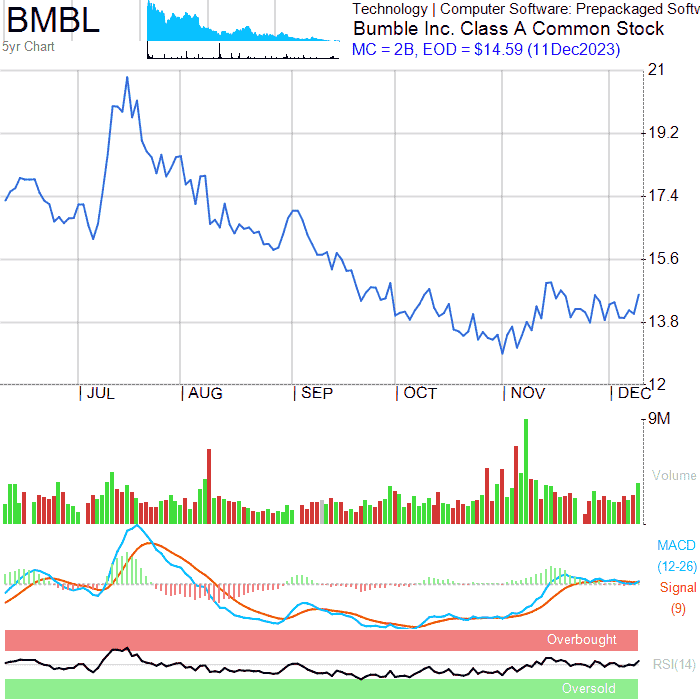 BMBL
5yr Chart
Technology | Computer Software: Prepackaged Softw
Bumble Inc. Class A Common Stock
MC = 2B, EOD = $14.59 (11Dec2023)
21
19.2
17.4
15.6
13.8
12
JUL AUG SEP OCT NOV DEC
9M
Volume
MACD
(12-26)
Signal
(9)
Overbought
RSI(14)
Oversold